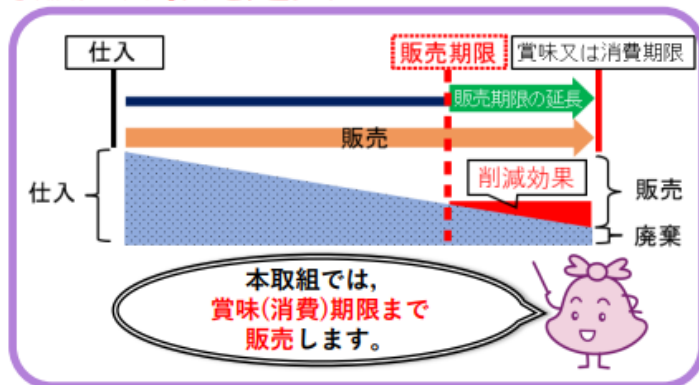 仕入
販売期限
賞味又は消費期限
販売期限の延長
販売
仕入
削減効果
販売
廃棄
本取組では,
賞味(消費)期限まで
販売します。